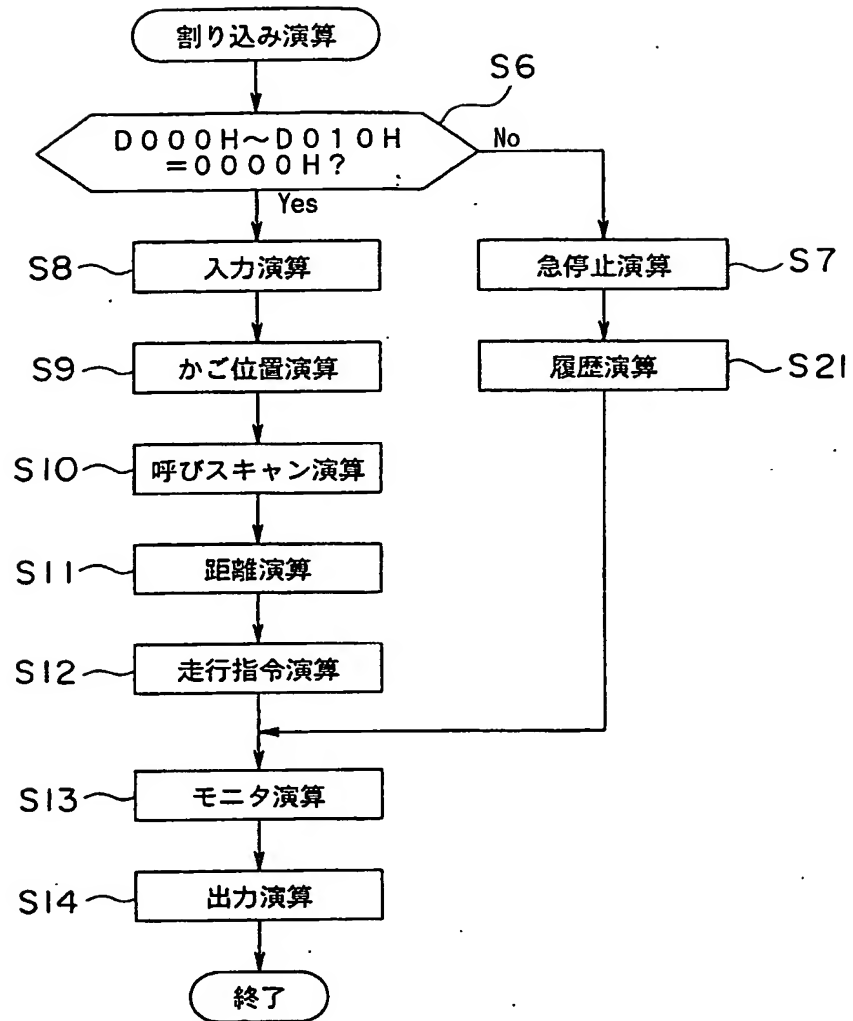 割り込み演算
S6
D000H～D010H
=0000H?
No
Yes
S8
入力演算
急停止演算
S7
S9
かご位置演算
履歴演算
S21
S10
呼びスキャン演算
S11
距離演算
S12
走行指令演算
S13
モニタ演算
S14
出力演算
終了